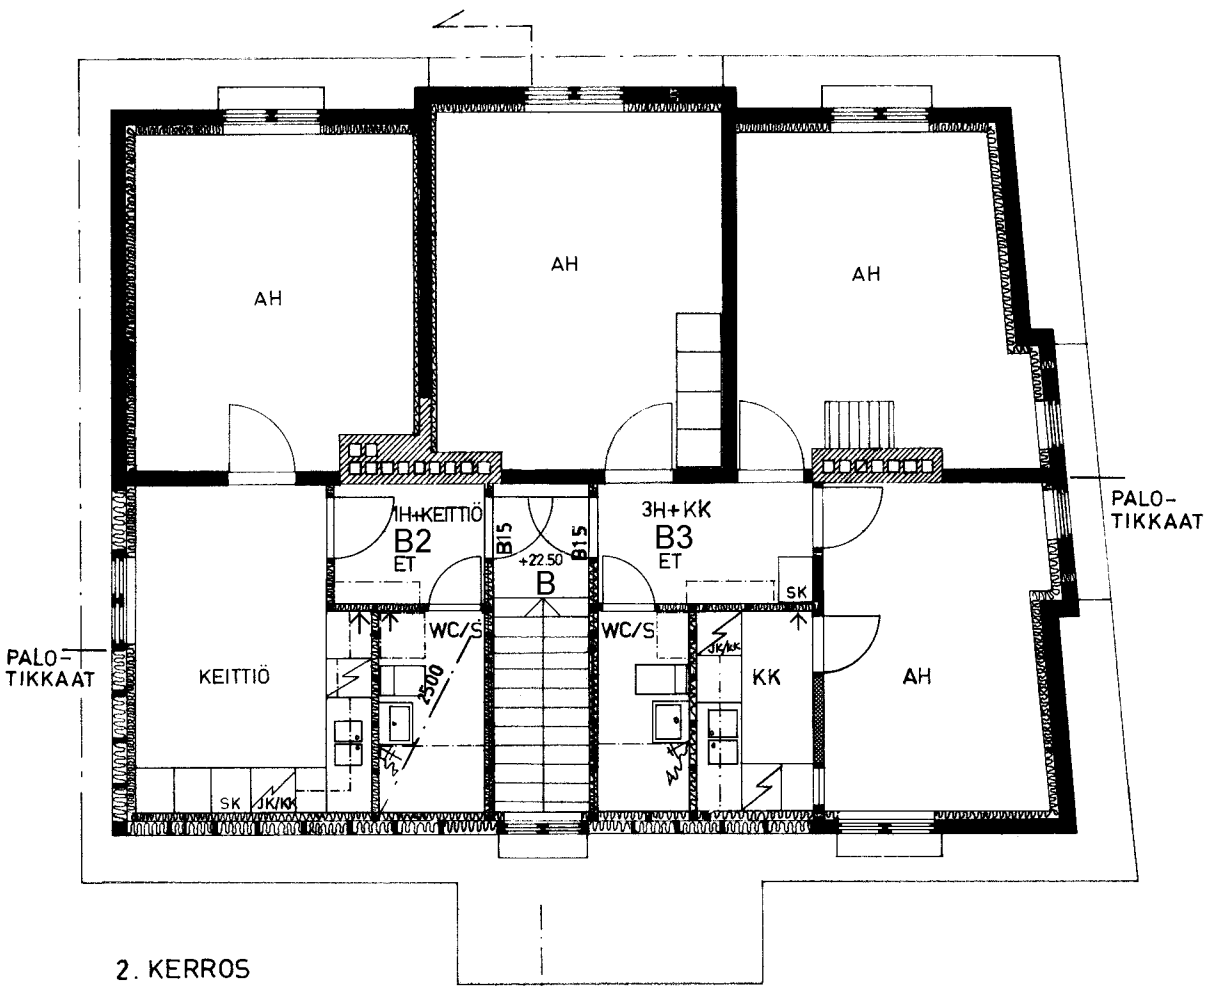 AH
AH
AH
PALO-
TIKKAAT
1H+KEITTIÖ
B2
ET
B15
B15
+22.50
B
3H+KK
B3
ET
SK
PALO-
TIKKAAT
KEITTIÖ
WC/S
2500
WC/S
JK/KK
KK
AH
SK
JK/KK
2. KERROS